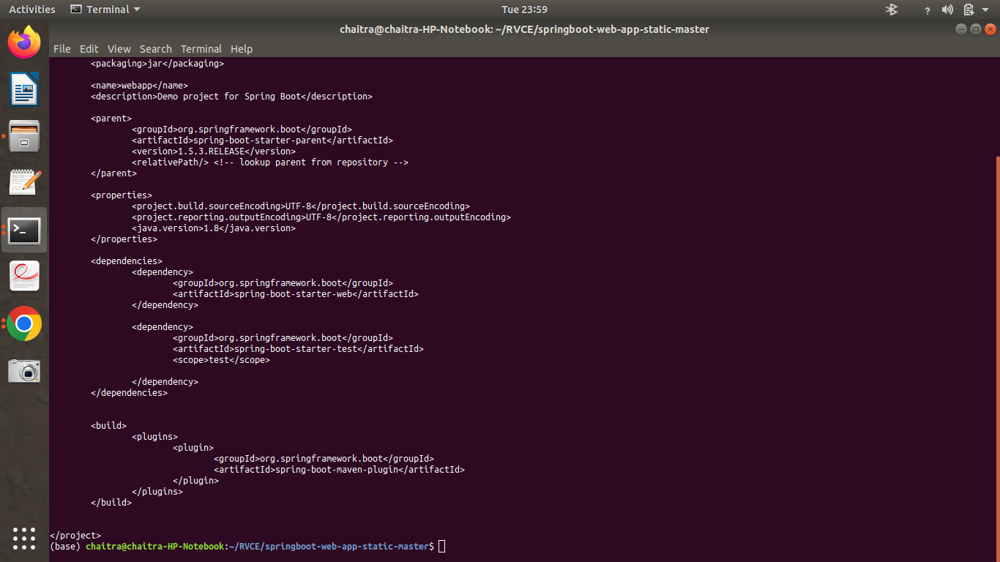 Activities Terminal Tue 23:59 ?
chaitra@chaitra-HP-Notebook: ~/RVCE/springboot-web-app-static-master
File Edit View Search Terminal Help
<packaging>jar</packaging>
<name>webapp</name>
<description>Demo project for Spring Boot</description>
<parent>
<groupId>org.springframework.boot</groupId>
<artifactId>spring-boot-starter-parent</artifactId>
<version>1.5.3.RELEASE</version>
<relativePath/> <!-- lookup parent from repository -->
</parent>
<properties>
<project.build.sourceEncoding>UTF-8</project.build.sourceEncoding>
<project.reporting.outputEncoding>UTF-8</project.reporting.outputEncoding>
<java.version>1.8</java.version>
</properties>
<dependencies>
<dependency>
<groupId>org.springframework.boot</groupId>
<artifactId>spring-boot-starter-web</artifactId>
</dependency>
<dependency>
<groupId>org.springframework.boot</groupId>
<artifactId>spring-boot-starter-test</artifactId>
<scope>test</scope>
</dependency>
</dependencies>
<build>
<plugins>
<plugin>
<groupId>org.springframework.boot</groupId>
<artifactId>spring-boot-maven-plugin</artifactId>
</plugin>
</plugins>
</build>
</project>
(base) chaitra@chaitra-HP-Notebook:~/RVCE/springboot-web-app-static-master$